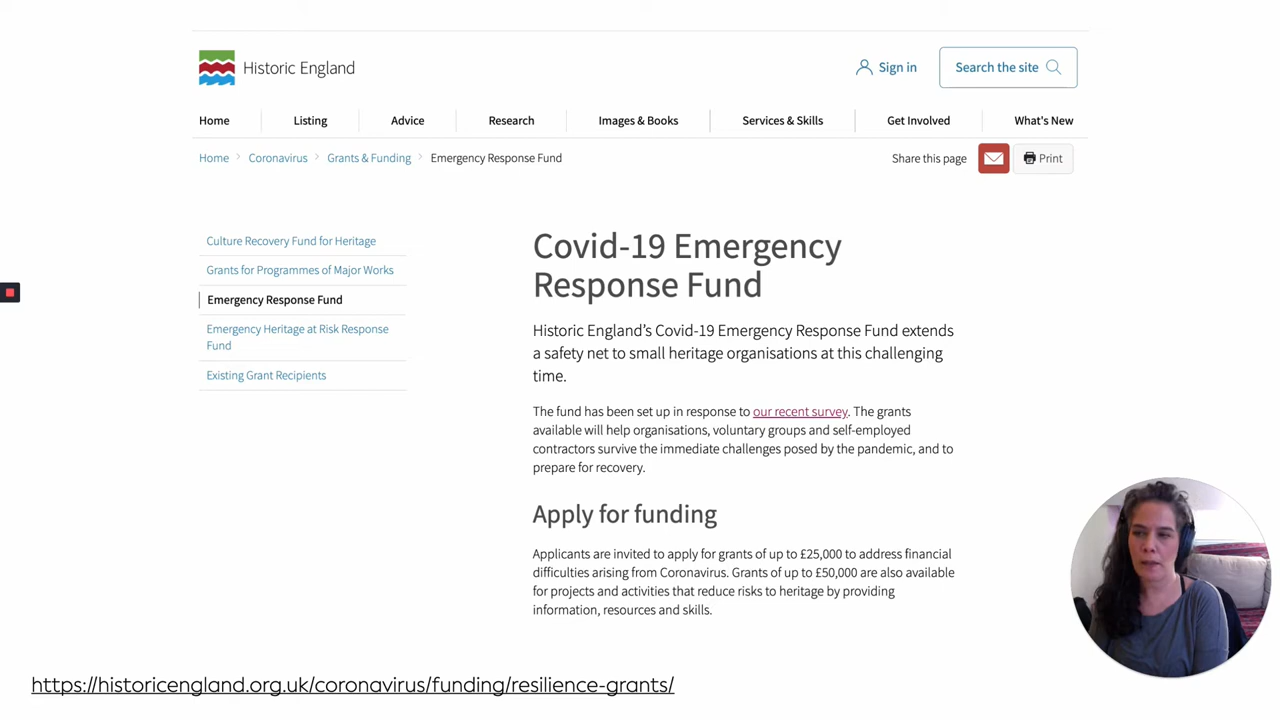 Historic England
Sign in
Search the site
Home
Listing
Advice
Research
Images & Books
Services & Skills
Get Involved
What's New
Home > Coronavirus > Grants & Funding > Emergency Response Fund
Share this page
Print
Culture Recovery Fund for Heritage
Grants for Programmes of Major Works
Emergency Response Fund
Emergency Heritage at Risk Response
Fund
Existing Grant Recipients
Covid-19 Emergency
Response Fund
Historic England’s Covid-19 Emergency Response Fund extends
a safety net to small heritage organisations at this challenging
time.
The fund has been set up in response to our recent survey. The grants
available will help organisations, voluntary groups and self-employed
contractors survive the immediate challenges posed by the pandemic, and to
prepare for recovery.
Apply for funding
Applicants are invited to apply for grants of up to £25,000 to address financial
difficulties arising from Coronavirus. Grants of up to £50,000 are also available
for projects and activities that reduce risks to heritage by providing
information, resources and skills.
https://historicengland.org.uk/coronavirus/funding/resilience-grants/